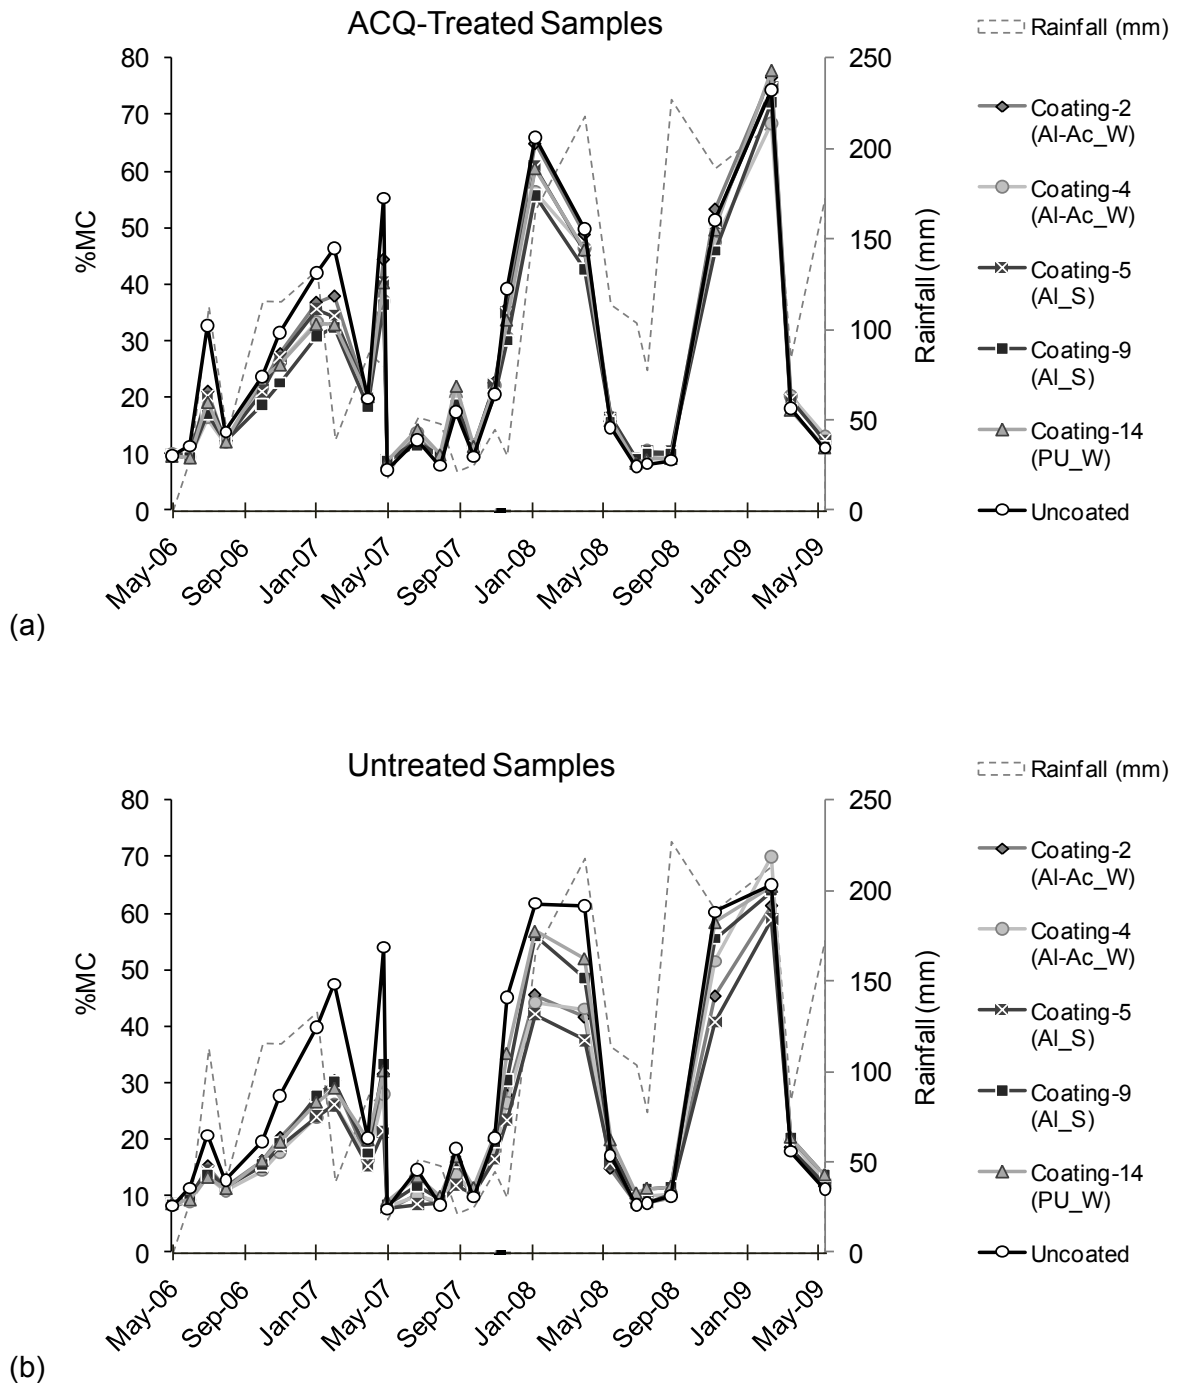 ACQ-Treated Samples
80
70
60
50
40
30
20
10
0
%MC
250
200
150
100
50
0
Rainfall (mm)
May-06
Sep-06
Jan-07
May-07
Sep-07
Jan-08
May-08
Sep-08
Jan-09
May-09
Rainfall (mm)
Coating-2
(Al-Ac_W)
Coating-4
(Al-Ac_W)
Coating-5
(Al_S)
Coating-9
(Al_S)
Coating-14
(PU_W)
Uncoated
(a)
Untreated Samples
80
70
60
50
40
30
20
10
0
%MC
250
200
150
100
50
0
Rainfall (mm)
May-06
Sep-06
Jan-07
May-07
Sep-07
Jan-08
May-08
Sep-08
Jan-09
May-09
Rainfall (mm)
Coating-2
(Al-Ac_W)
Coating-4
(Al-Ac_W)
Coating-5
(Al_S)
Coating-9
(Al_S)
Coating-14
(PU_W)
Uncoated
(b)